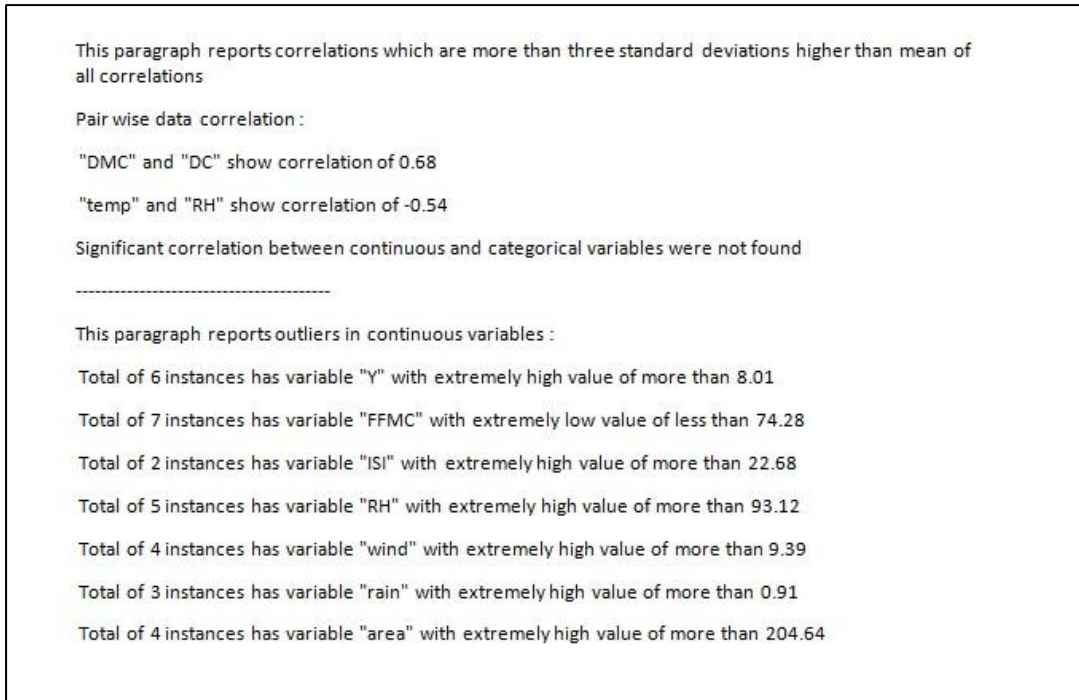 This paragraph reports correlations which are more than three standard deviations higher than mean of
all correlations
Pair wise data correlation :
"DMC" and "DC" show correlation of 0.68
"temp" and "RH" show correlation of -0.54
Significant correlation between continuous and categorical variables were not found
----------------------------------------
This paragraph reports outliers in continuous variables :
Total of 6 instances has variable "Y" with extremely high value of more than 8.01
Total of 7 instances has variable "FFMC" with extremely low value of less than 74.28
Total of 2 instances has variable "ISI" with extremely high value of more than 22.68
Total of 5 instances has variable "RH" with extremely high value of more than 93.12
Total of 4 instances has variable "wind" with extremely high value of more than 9.39
Total of 3 instances has variable "rain" with extremely high value of more than 0.91
Total of 4 instances has variable "area" with extremely high value of more than 204.64